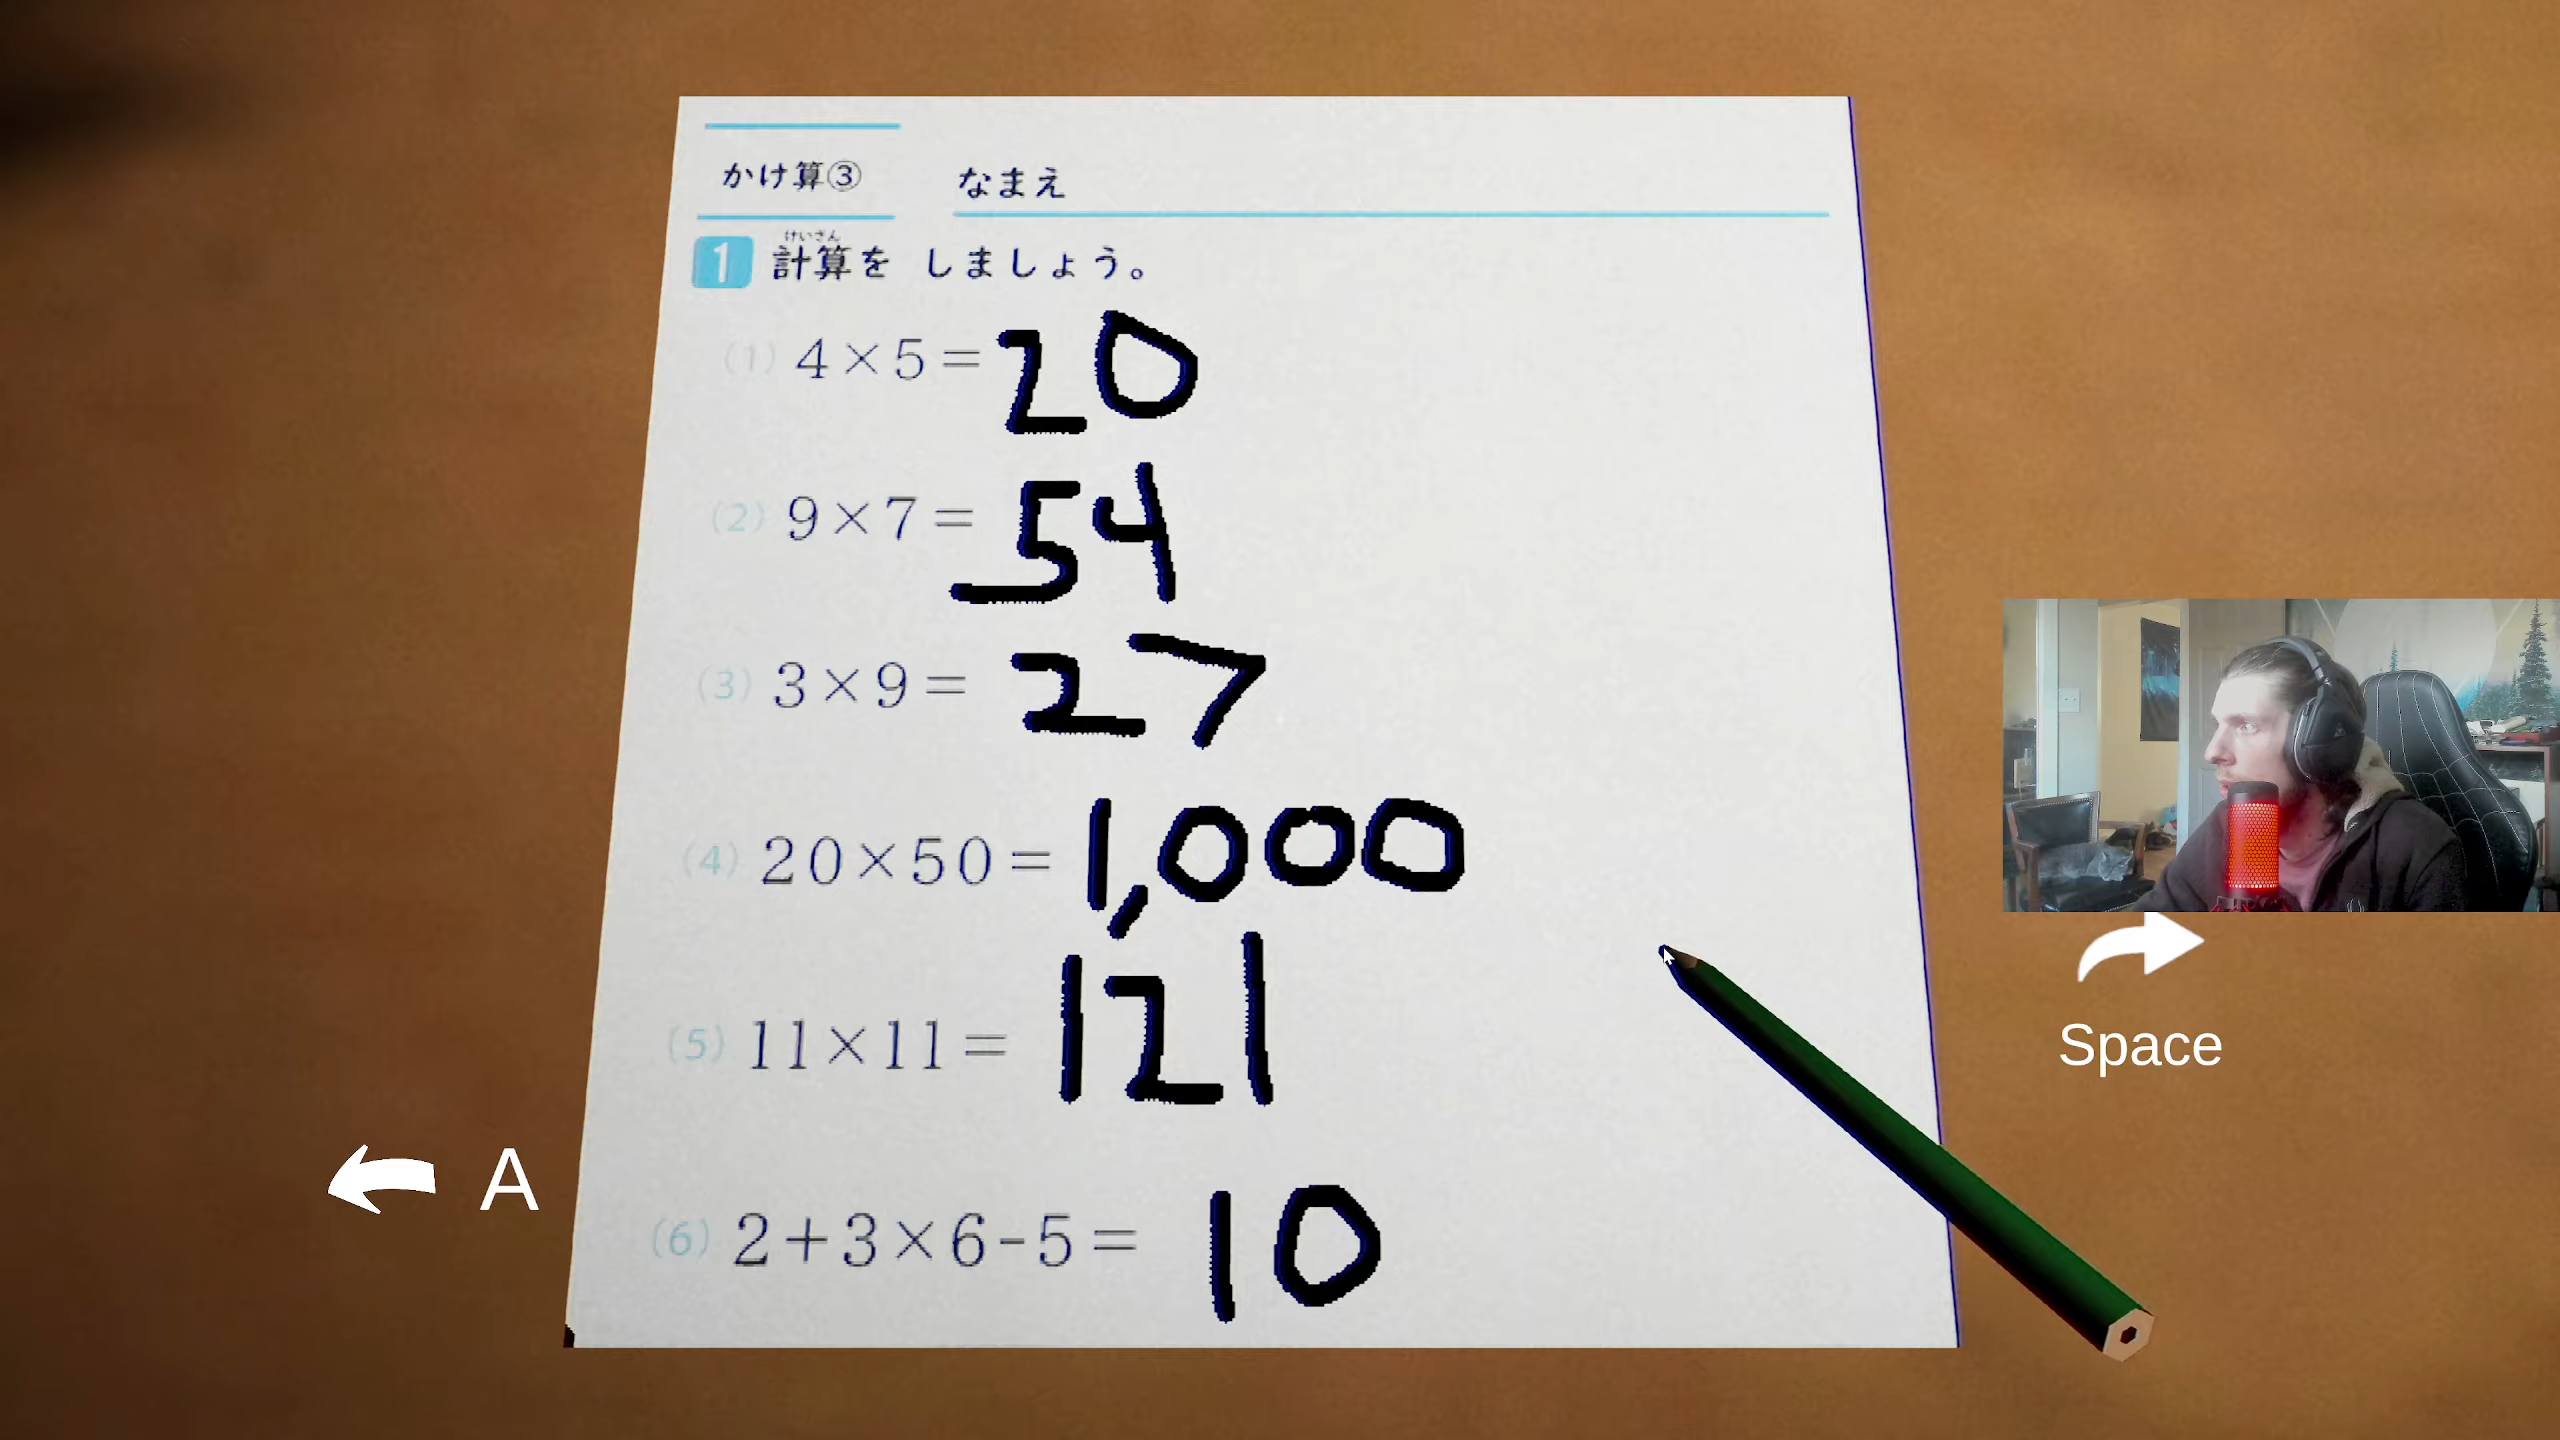 かけ算③ なまえ
1 計算を しましょう。
けいさん
(1) 4×5= 20
(2) 9×7= 54
(3) 3×9= 27
(4) 20×50= 1,000
(5) 11×11= 121
(6) 2+3×6-5= 10
Space
A